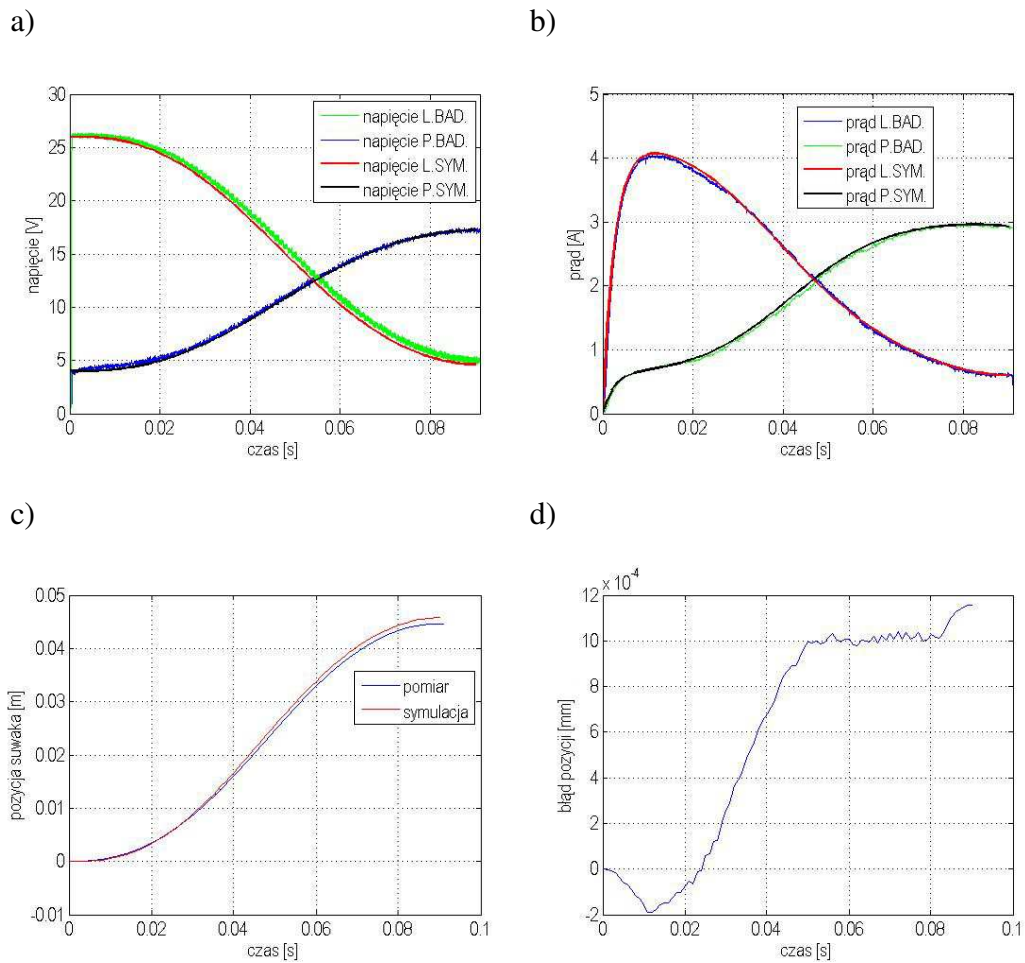 a)
30
25
20
15
10
5
0
napięcie [V]
napięcie L.BAD.
napięcie P.BAD.
napięcie L.SYM.
napięcie P.SYM.
0 0.02 0.04 0.06 0.08
czas [s]
b)
5
4
3
2
1
0
prąd [A]
prąd L.BAD.
prąd P.BAD.
prąd L.SYM.
prąd P.SYM.
0 0.02 0.04 0.06 0.08
czas [s]
c)
0.05
0.04
0.03
0.02
0.01
0
-0.01
pozycja suwaka [m]
pomiar
symulacja
0 0.02 0.04 0.06 0.08 0.1
czas [s]
d)
x 10-4
12
10
8
6
4
2
0
-2
błąd pozycji [mm]
0 0.02 0.04 0.06 0.08 0.1
czas [s]